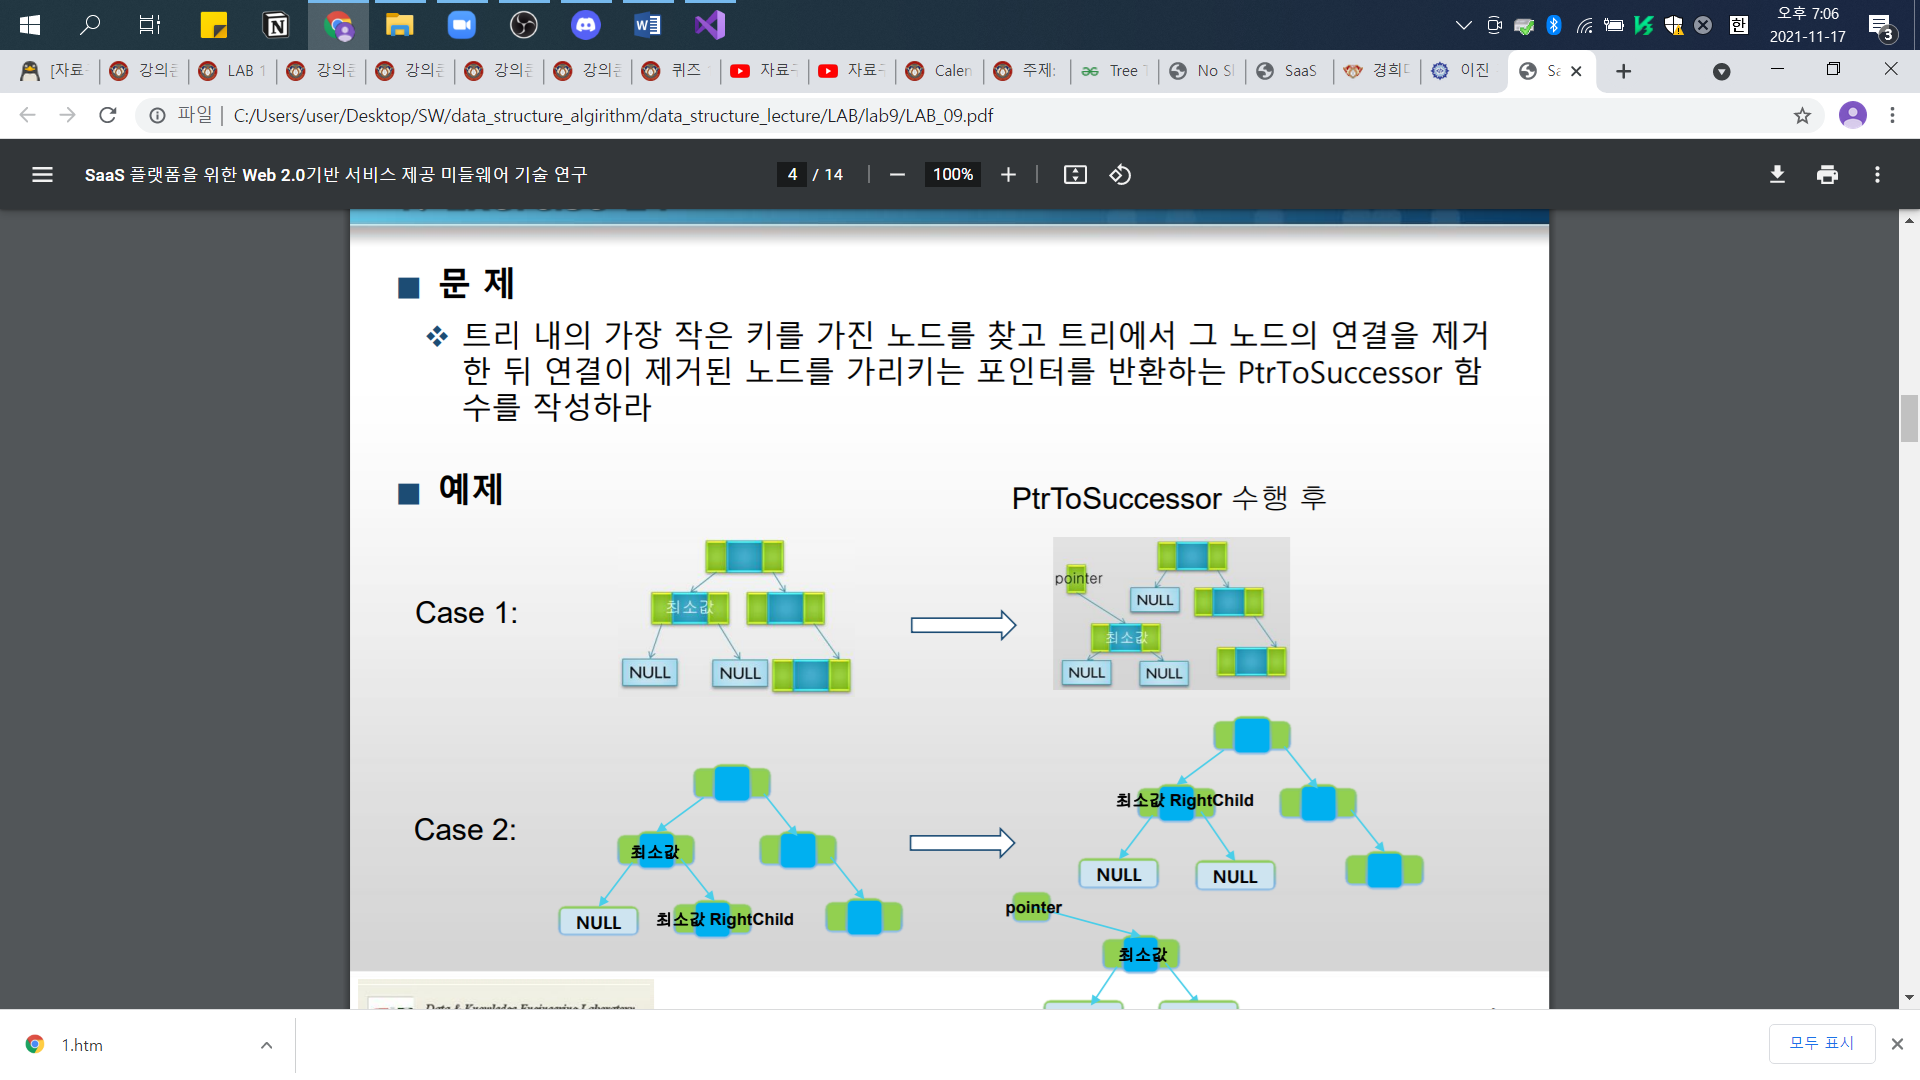 오후 7:06
2021-11-17
3
[자료
강의
LAB 1
강의
강의
강의
강의
퀴즈
자료
자료
Calen
주제:
Tree
No S
SaaS
경희
이진
Sa
파일 | C:/Users/user/Desktop/SW/data_structure_algirithm/data_structure_lecture/LAB/lab9/LAB_09.pdf
SaaS 플랫폼을 위한 Web 2.0기반 서비스 제공 미들웨어 기술 연구
4 / 14
100%
문 제
트리 내의 가장 작은 키를 가진 노드를 찾고 트리에서 그 노드의 연결을 제거
한 뒤 연결이 제거된 노드를 가리키는 포인터를 반환하는 PtrToSuccessor 함
수를 작성하라
예제
PtrToSuccessor 수행 후
Case 1:
최소값
NULL
NULL
pointer
NULL
최소값
NULL
NULL
Case 2:
최소값
NULL
최소값 RightChild
최소값 RightChild
NULL
NULL
pointer
최소값
Data & Knowledge Engineering Laboratory
1.htm
모두 표시